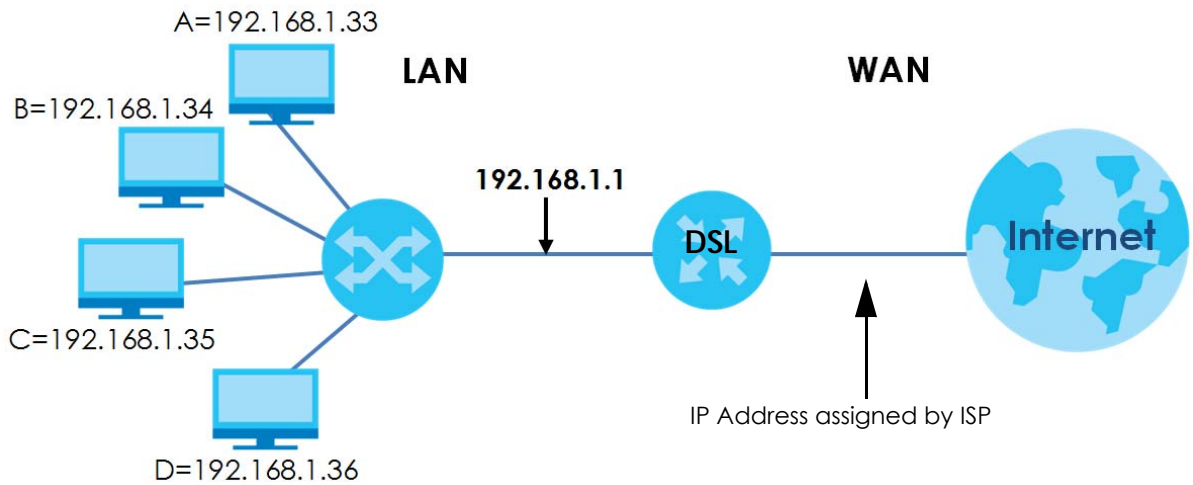 A=192.168.1.33
LAN
WAN
B=192.168.1.34
192.168.1.1
DSL
Internet
C=192.168.1.35
IP Address assigned by ISP
D=192.168.1.36